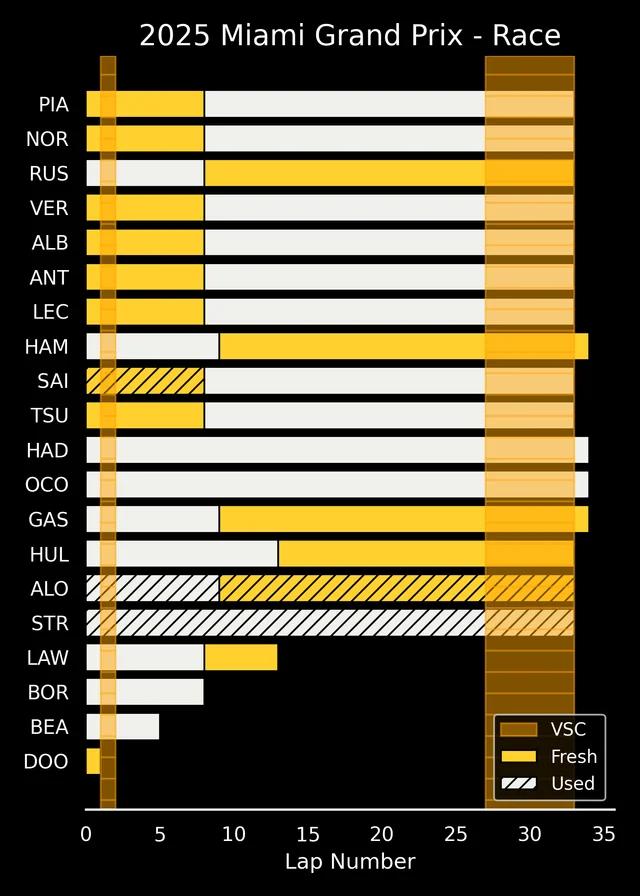 2025 Miami Grand Prix - Race
PIA
NOR
RUS
VER
ALB
ANT
LEC
HAM
SAI
TSU
HAD
OCO
GAS
HUL
ALO
STR
LAW
BOR
BEA
DOO
VSC
Fresh
Used
0 5 10 15 20 25 30 35
Lap Number